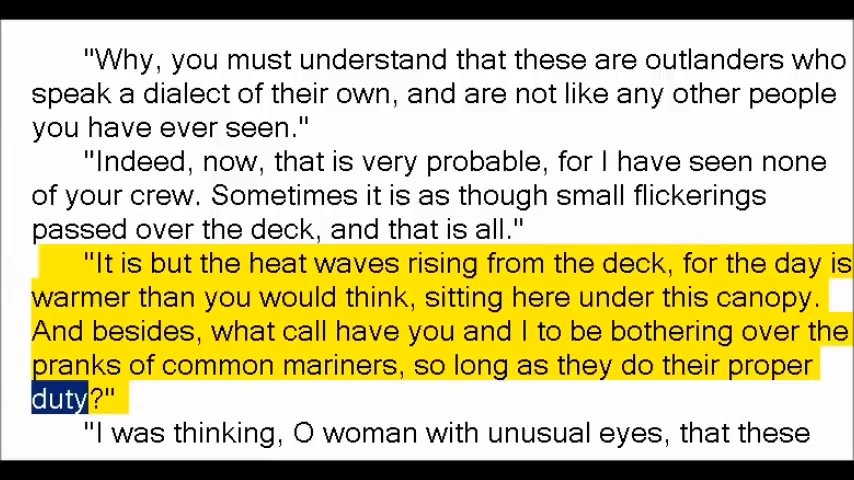 "Why, you must understand that these are outlanders who
speak a dialect of their own, and are not like any other people
you have ever seen."
"Indeed, now, that is very probable, for I have seen none
of your crew. Sometimes it is as though small flickerings
passed over the deck, and that is all."
"It is but the heat waves rising from the deck, for the day is
warmer than you would think, sitting here under this canopy.
And besides, what call have you and I to be bothering over the
pranks of common mariners, so long as they do their proper
duty?"
"I was thinking, O woman with unusual eyes, that these